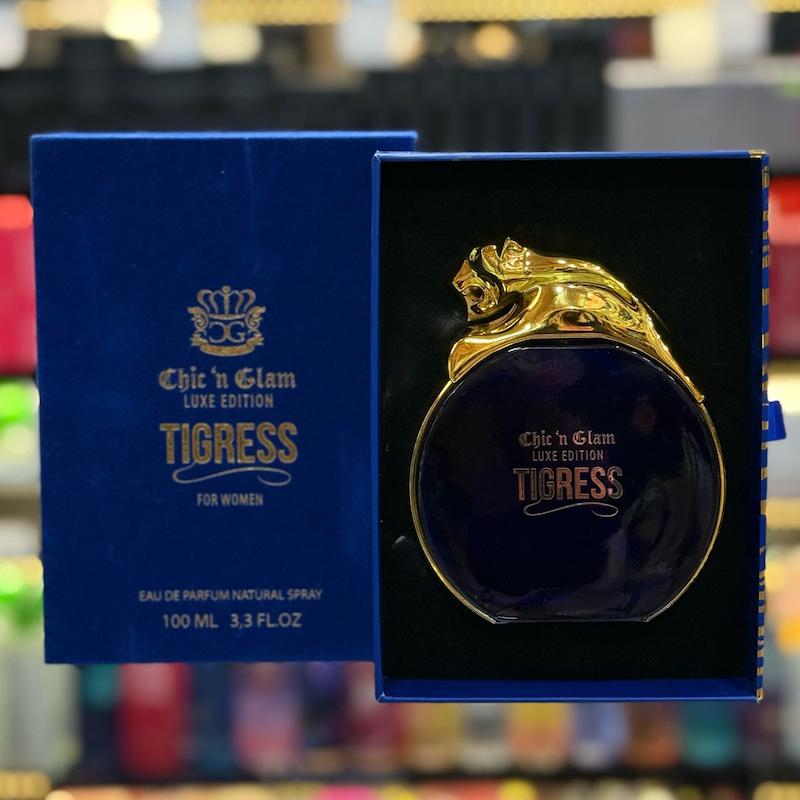 CG
Chic 'n Glam
LUXE EDITION
TIGRESS
FOR WOMEN
EAU DE PARFUM NATURAL SPRAY
100 ML 3,3 FL.OZ
Chic 'n Glam
LUXE EDITION
TIGRESS